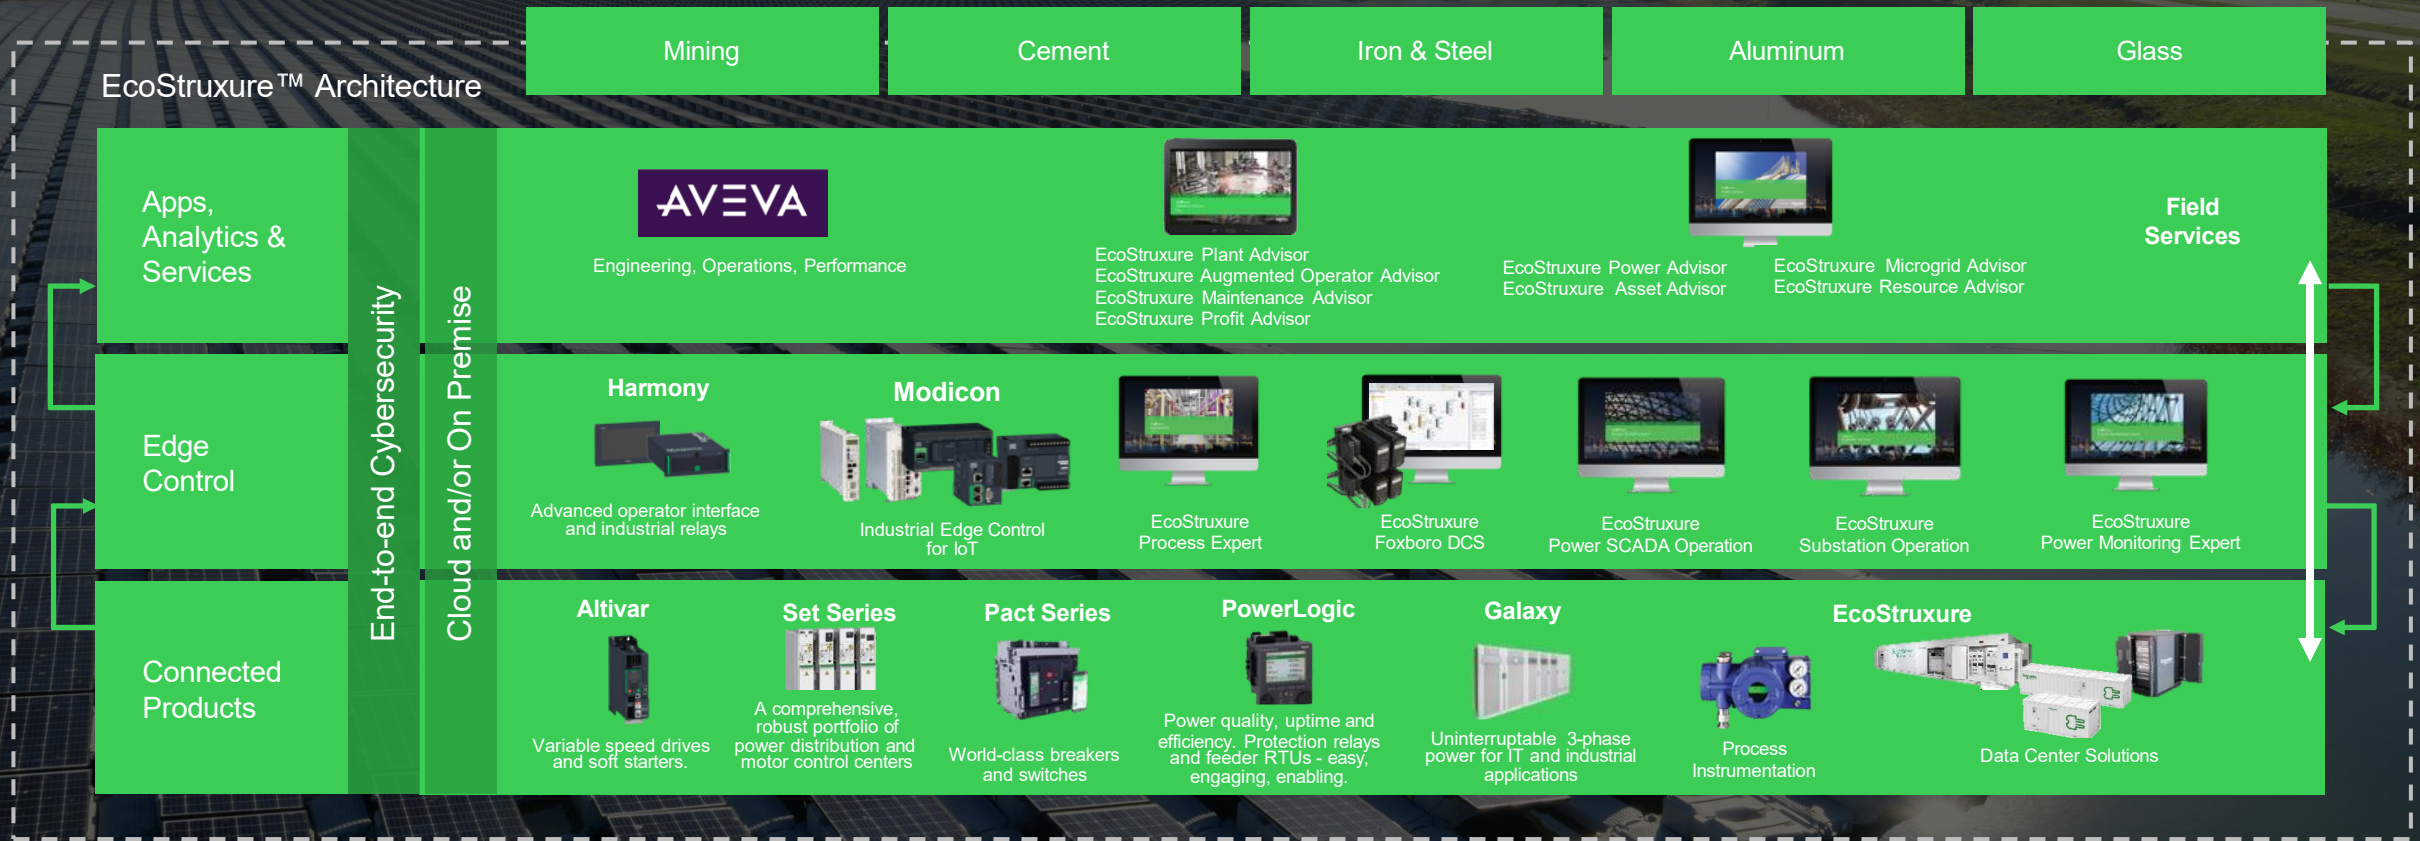 Mining
Cement
Iron & Steel
Aluminum
Glass
EcoStruxure™ Architecture
Apps,
Analytics &
Services
End-to-end Cybersecurity
Cloud and/or On Premise
AVEVA
Engineering, Operations, Performance
EcoStruxure Plant Advisor
EcoStruxure Augmented Operator Advisor
EcoStruxure Maintenance Advisor
EcoStruxure Profit Advisor
EcoStruxure Power Advisor
EcoStruxure Asset Advisor
EcoStruxure Microgrid Advisor
EcoStruxure Resource Advisor
Field
Services
Edge
Control
Harmony
Advanced operator interface
and industrial relays
Modicon
Industrial Edge Control
for IoT
EcoStruxure
Process Expert
EcoStruxure
Foxboro DCS
EcoStruxure
Power SCADA Operation
EcoStruxure
Substation Operation
EcoStruxure
Power Monitoring Expert
Connected
Products
Altivar
Variable speed drives
and soft starters.
Set Series
A comprehensive,
robust portfolio of
power distribution and
motor control centers
Pact Series
World-class breakers
and switches
PowerLogic
Power quality, uptime and
efficiency. Protection relays
and feeder RTUs - easy,
engaging, enabling.
Galaxy
Uninterruptable 3-phase
power for IT and industrial
applications
Process
Instrumentation
EcoStruxure
Data Center Solutions